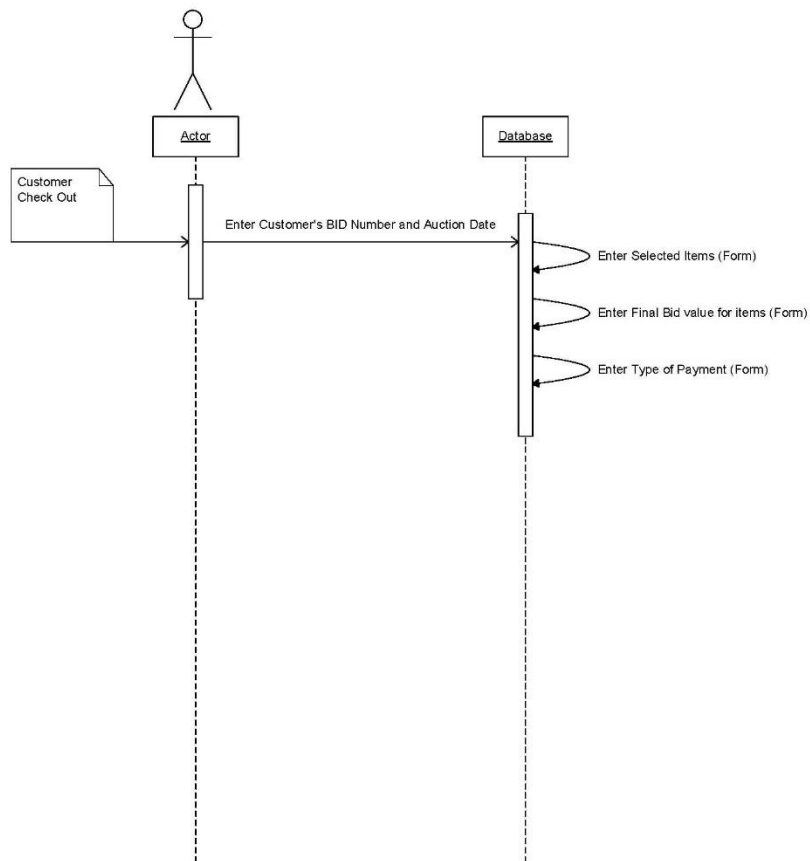 Actor
Database
Customer
Check Out
Enter Customer's BID Number and Auction Date
Enter Selected Items (Form)
Enter Final Bid value for items (Form)
Enter Type of Payment (Form)